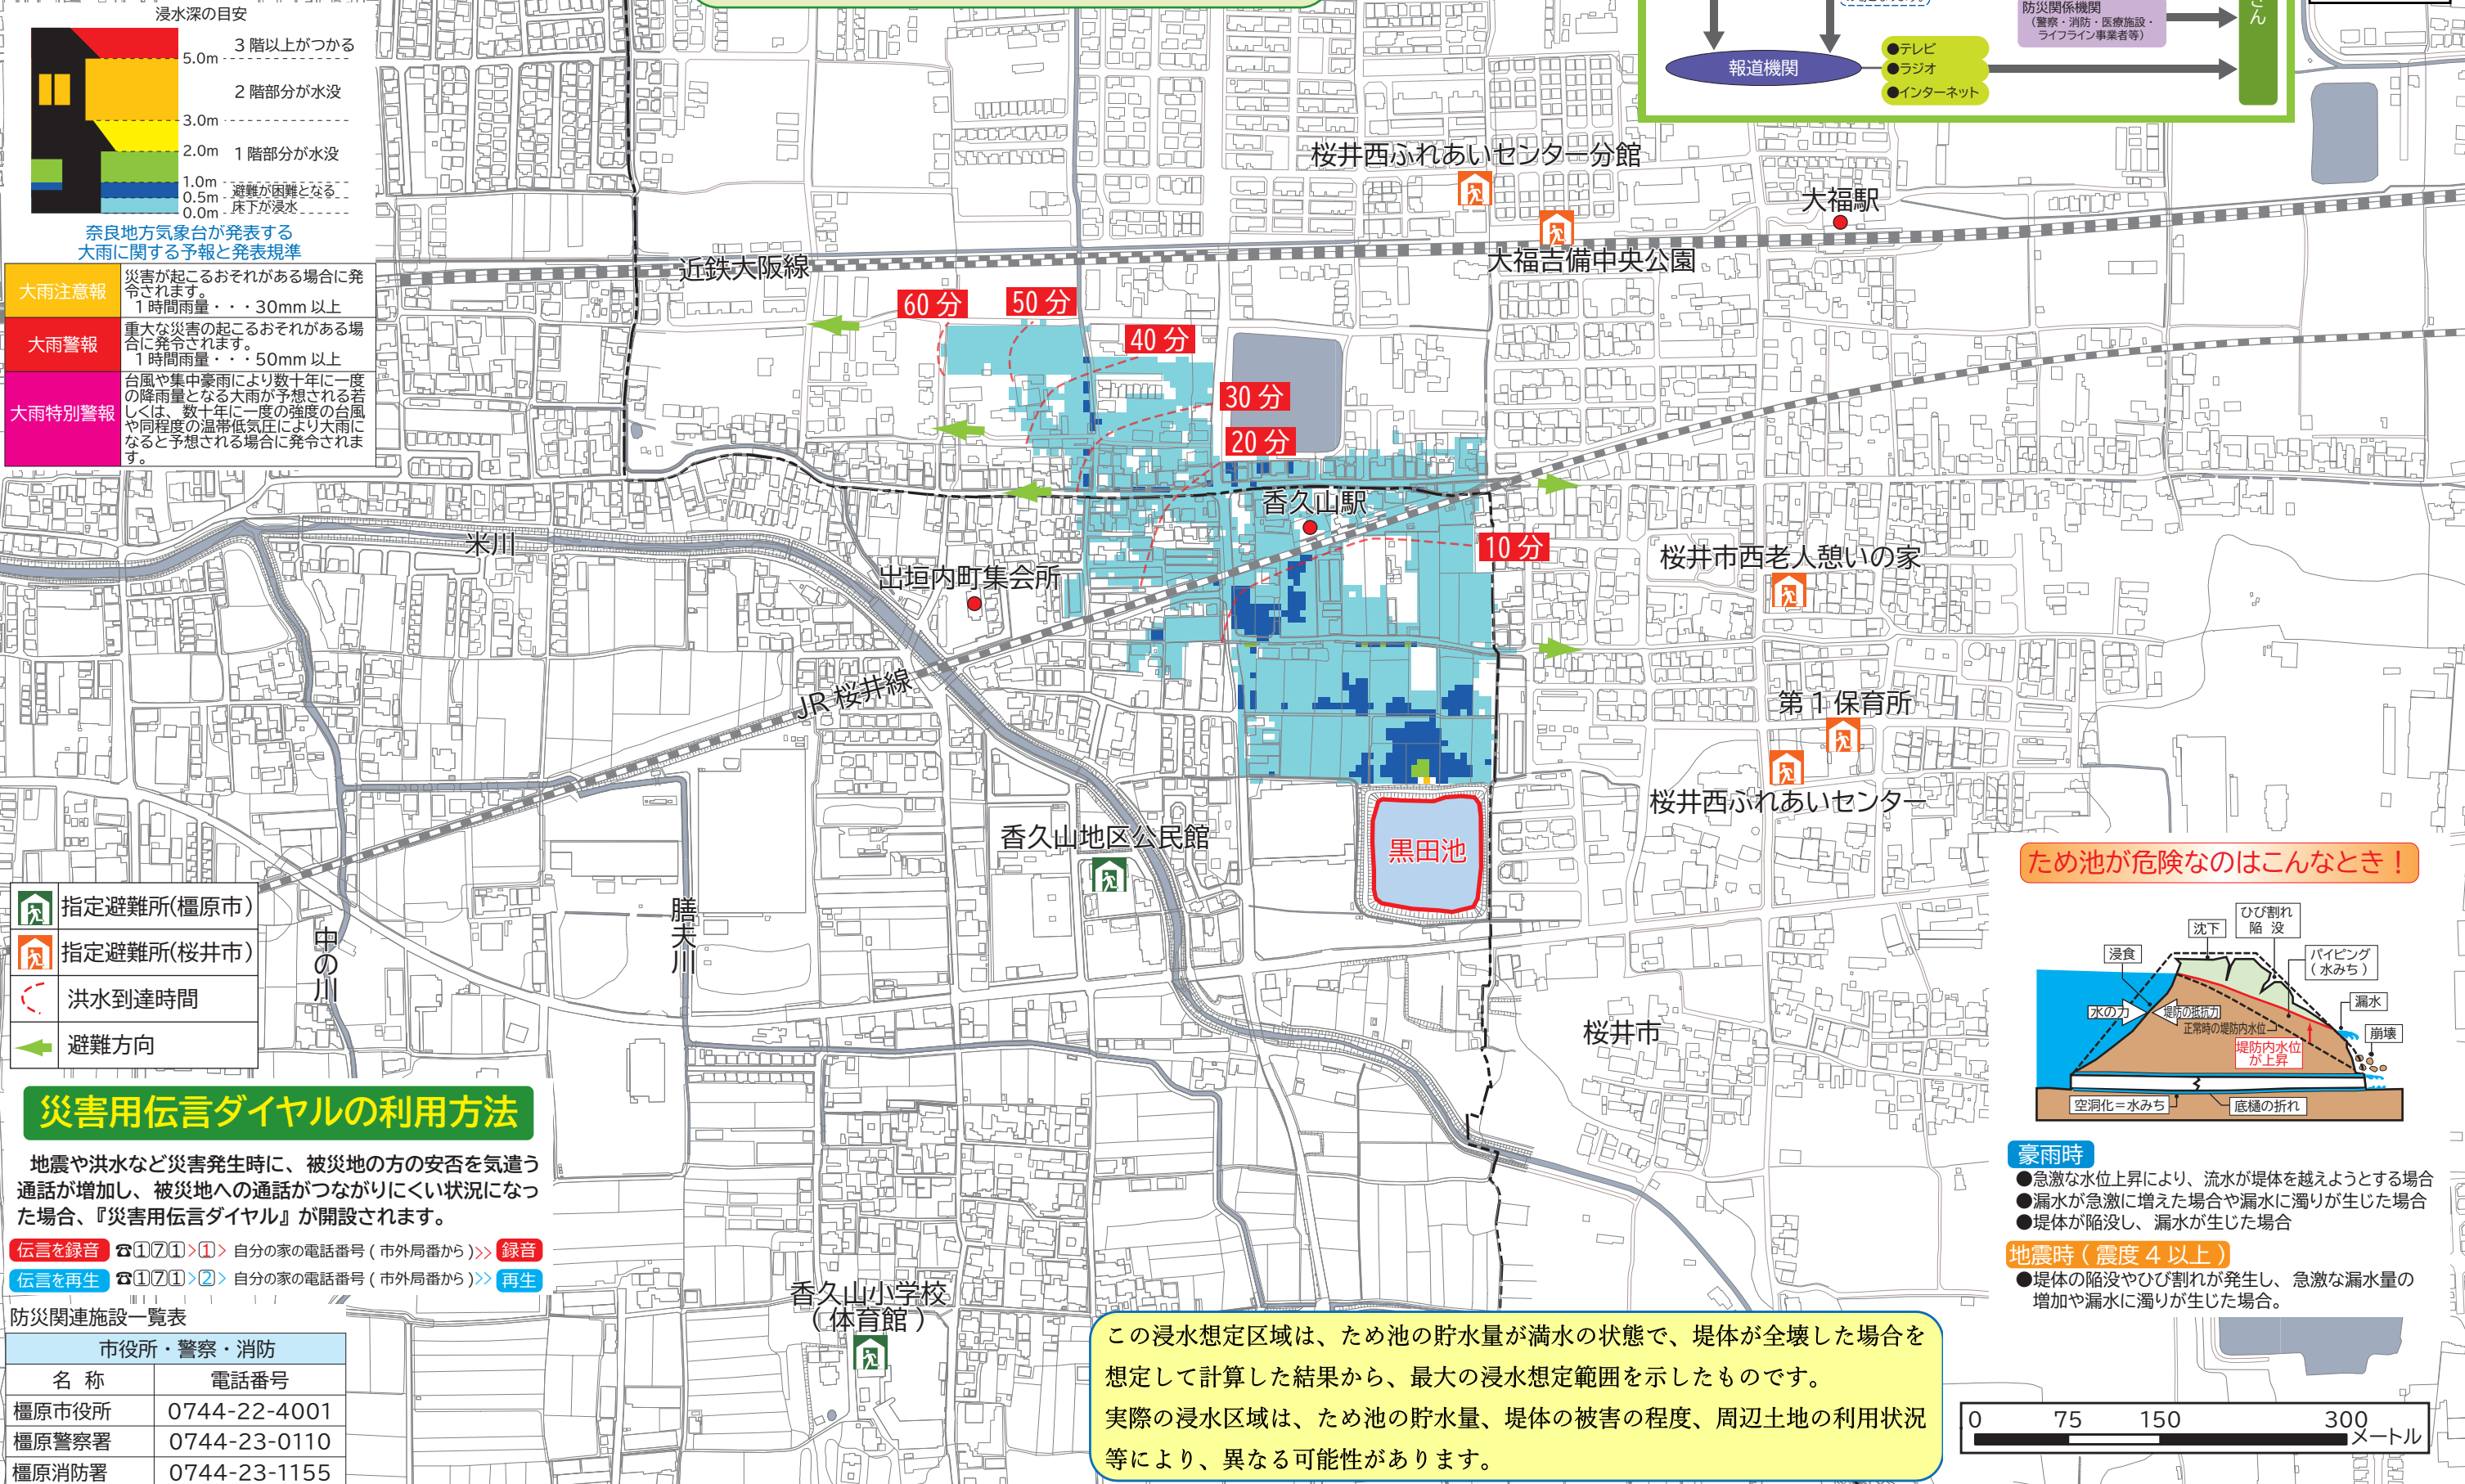 浸水深の目安
3階以上がつかる
5.0m
2階部分が水没
3.0m
2.0m
1階部分が水没
1.0m
避難が困難となる
0.5m
床下が浸水
0.0m
奈良地方気象台が発表する
大雨に関する予報と発表規準
大雨注意報
災害が起こるおそれがある場合に発
令されます。
1時間雨量・・・30mm以上
大雨警報
重大な災害の起こるおそれがある場
合に発令されます。
1時間雨量・・・50mm以上
大雨特別警報
台風や集中豪雨により数十年に一度
の降雨量となる大雨が予想される若
しくは、数十年に一度の強度の台風
や同程度の温帯低気圧により大雨に
なると予想される場合に発令されま
す。
防災関係機関
(警察・消防・医療施設・
ライフライン事業者等)
さん
報道機関
●テレビ
●ラジオ
●インターネット
桜井西ふれあいセンター分館
大福駅
大福吉備中央公園
近鉄大阪線
60分
50分
40分
30分
20分
10分
香久山駅
米川
出垣内町集会所
桜井市西老人憩いの家
JR桜井線
第1保育所
桜井西ふれあいセンター
香久山地区公民館
黒田池
膳夫川
中の川
桜井市
香久山小学校
(体育館)
指定避難所(橿原市)
指定避難所(桜井市)
洪水到達時間
避難方向
災害用伝言ダイヤルの利用方法
地震や洪水など災害発生時に、被災地の方の安否を気遣う
通話が増加し、被災地への通話がつながりにくい状況になっ
た場合、『災害用伝言ダイヤル』が開設されます。
伝言を録音 ☎171>1> 自分の家の電話番号(市外局番から)>> 録音
伝言を再生 ☎171>2> 自分の家の電話番号(市外局番から)>> 再生
防災関連施設一覧表
市役所・警察・消防
名 称 電話番号
橿原市役所 0744-22-4001
橿原警察署 0744-23-0110
橿原消防署 0744-23-1155
ため池が危険なのはこんなとき!
ひび割れ
陥 没
沈下
浸食
パイピング
(水みち)
漏水
水の力
堤防の抵抗力
正常時の堤防内水位
崩壊
堤防内水位
が上昇
空洞化=水みち
底樋の折れ
豪雨時
●急激な水位上昇により、流水が堤体を越えようとする場合
●漏水が急激に増えた場合や漏水に濁りが生じた場合
●堤体が陥没し、漏水が生じた場合
地震時(震度4以上)
●堤体の陥没やひび割れが発生し、急激な漏水量の
増加や漏水に濁りが生じた場合。
この浸水想定区域は、ため池の貯水量が満水の状態で、堤体が全壊した場合を
想定して計算した結果から、最大の浸水想定範囲を示したものです。
実際の浸水区域は、ため池の貯水量、堤体の被害の程度、周辺土地の利用状況
等により、異なる可能性があります。
0 75 150 300
メートル